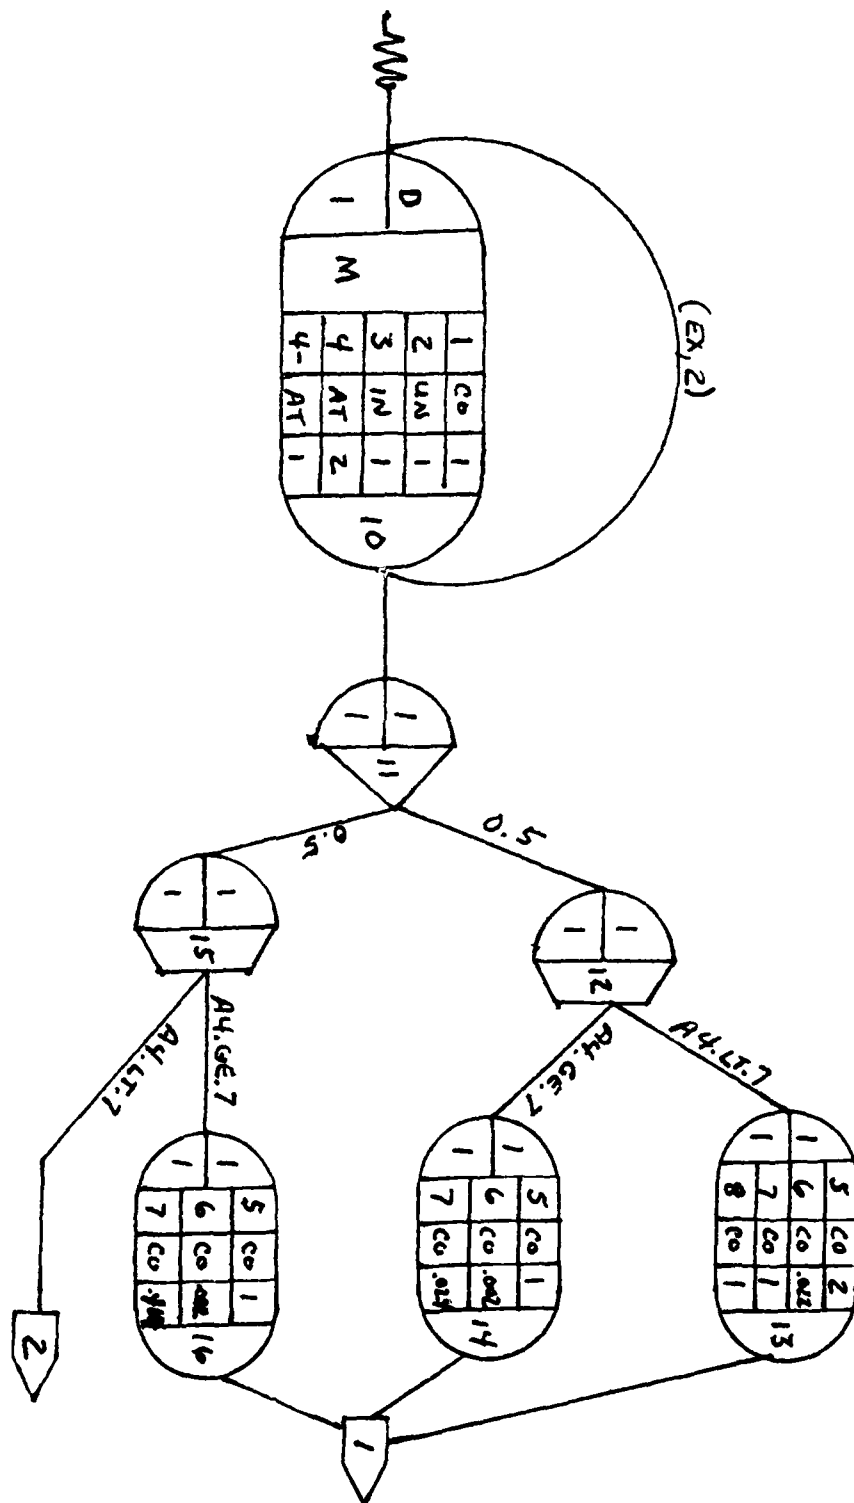 (EX, 2)
D
1
M
1 CO 1
2 UN 1
3 IN 1
4 AT 2
4- AT 1
10
1
1
11
0.5
0.5
1
1
12
A4.LT.7
A4.GE.7
1
1
5 CO 2
6 CO .022
7 CO 1
8 CO 1
13
1
1
5 CO 1
6 CO .002
7 CO .024
14
1
1
15
A4.GE.7
A4.LT.7
1
1
5 CO 1
6 CO
7 CO
16
1
2